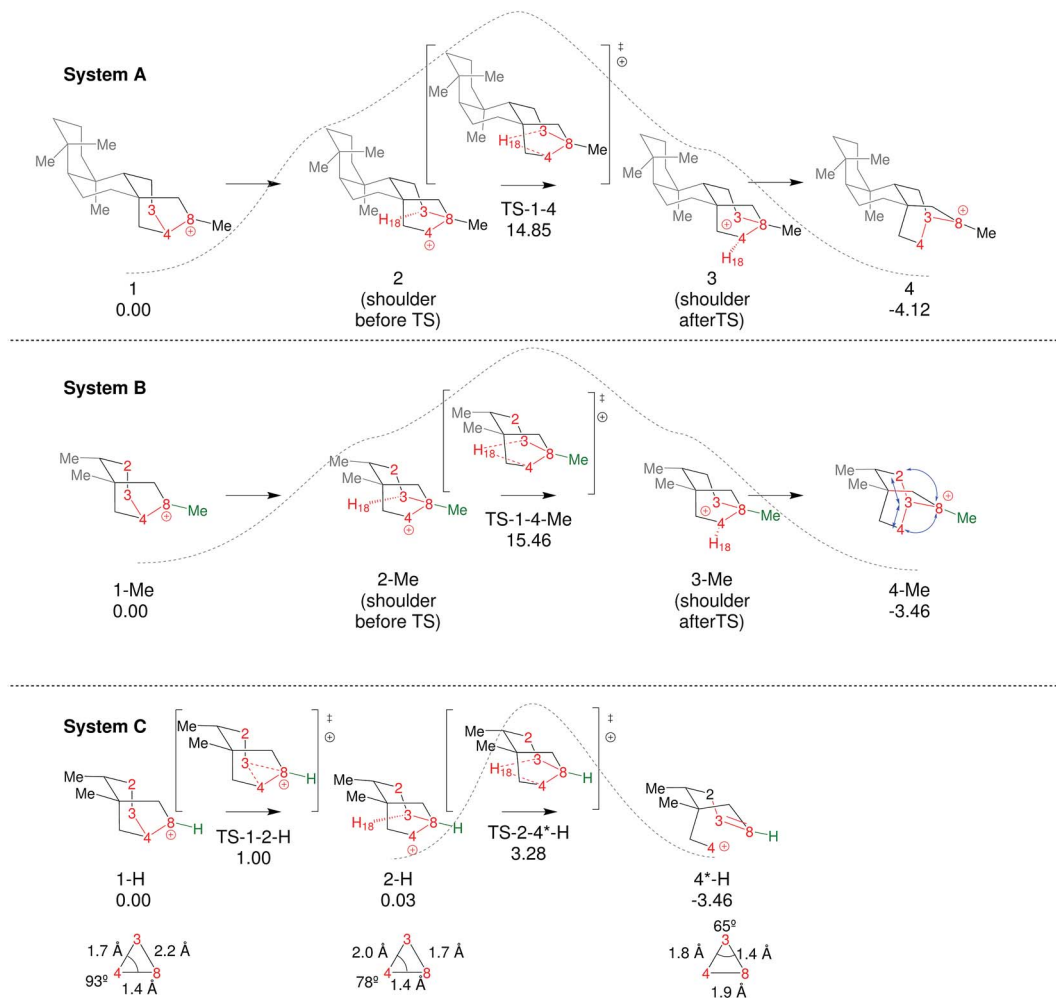 System A
‡
⊕
Me
Me
Me
3
H18
8
4
Me
Me
Me
Me
3
8
4
⊕
Me
Me
Me
Me
3
H18
8
4
⊕
Me
TS-1-4
14.85
Me
Me
Me
3
⊕
8
4
Me
H18
Me
Me
Me
3
⊕
8
4
Me
1
0.00
2
(shoulder
before TS)
3
(shoulder
afterTS)
4
-4.12
System B
‡
⊕
Me
2
Me
3
H18
8
4
Me
Me
2
Me
3
4
8
⊕
Me
Me
2
Me
3
H18
8
4
⊕
Me
TS-1-4-Me
15.46
Me
Me
3
⊕
8
4
Me
H18
Me
2
Me
3
8
⊕
4
Me
1-Me
0.00
2-Me
(shoulder
before TS)
3-Me
(shoulder
afterTS)
4-Me
-3.46
System C
‡
⊕
Me
2
Me
3
8
H
4
⊕
‡
⊕
Me
2
Me
3
H18
8
H
4
Me
2
Me
3
4
8
H
⊕
TS-1-2-H
1.00
Me
2
Me
3
H18
8
H
4
⊕
TS-2-4*-H
3.28
Me
2
Me
3
8
H
4
⊕
1-H
0.00
2-H
0.03
4*-H
-3.46
3
1.7 Å
2.2 Å
93º
4
8
1.4 Å
3
2.0 Å
1.7 Å
78º
4
8
1.4 Å
65º
3
1.8 Å
1.4 Å
4
8
1.9 Å